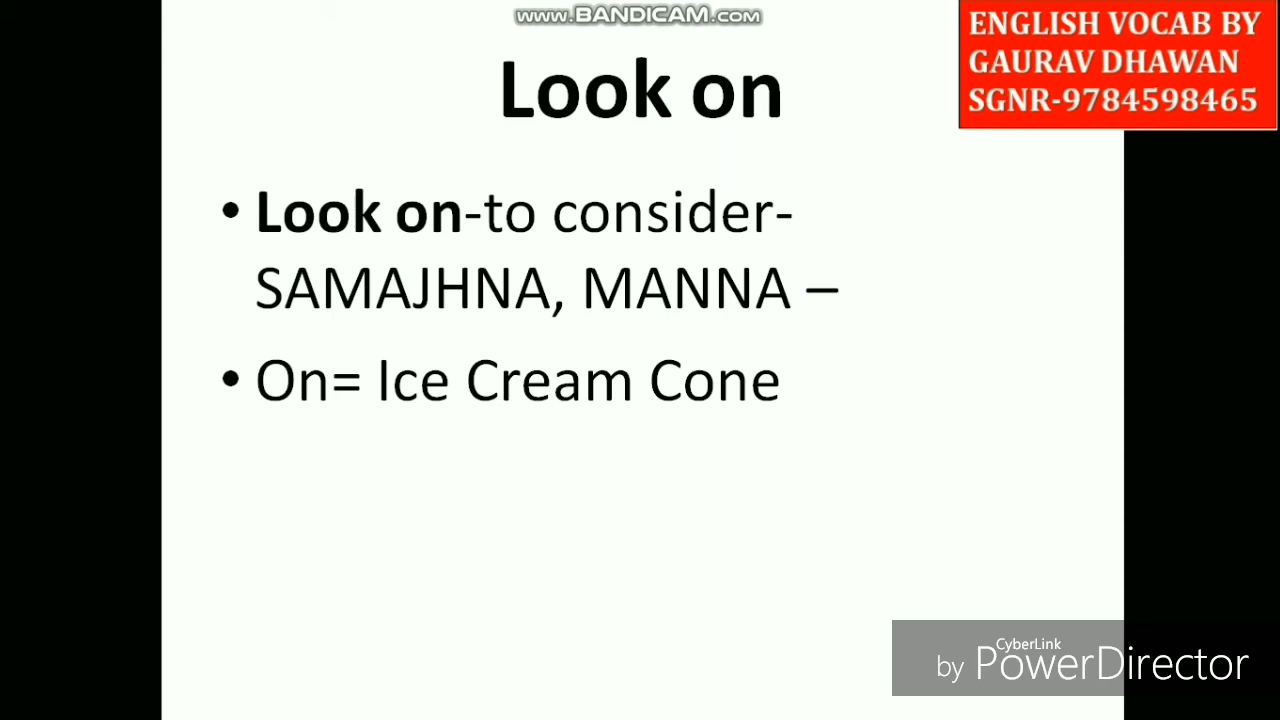 www.BANDICAM.com
ENGLISH VOCAB BY
GAURAV DHAWAN
SGNR-9784598465
Look on
• Look on-to consider-
SAMAJHNA, MANNA –
• On= Ice Cream Cone
CyberLink
by PowerDirector